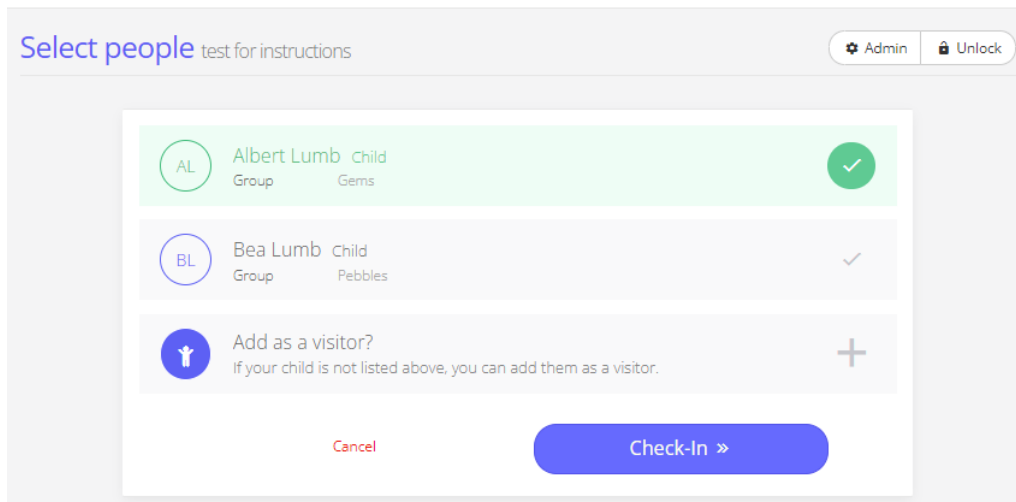 Select people test for instructions
Admin
Unlock
AL
Albert Lumb Child
Group Gems
BL
Bea Lumb Child
Group Pebbles
Add as a visitor?
If your child is not listed above, you can add them as a visitor.
Cancel
Check-In »